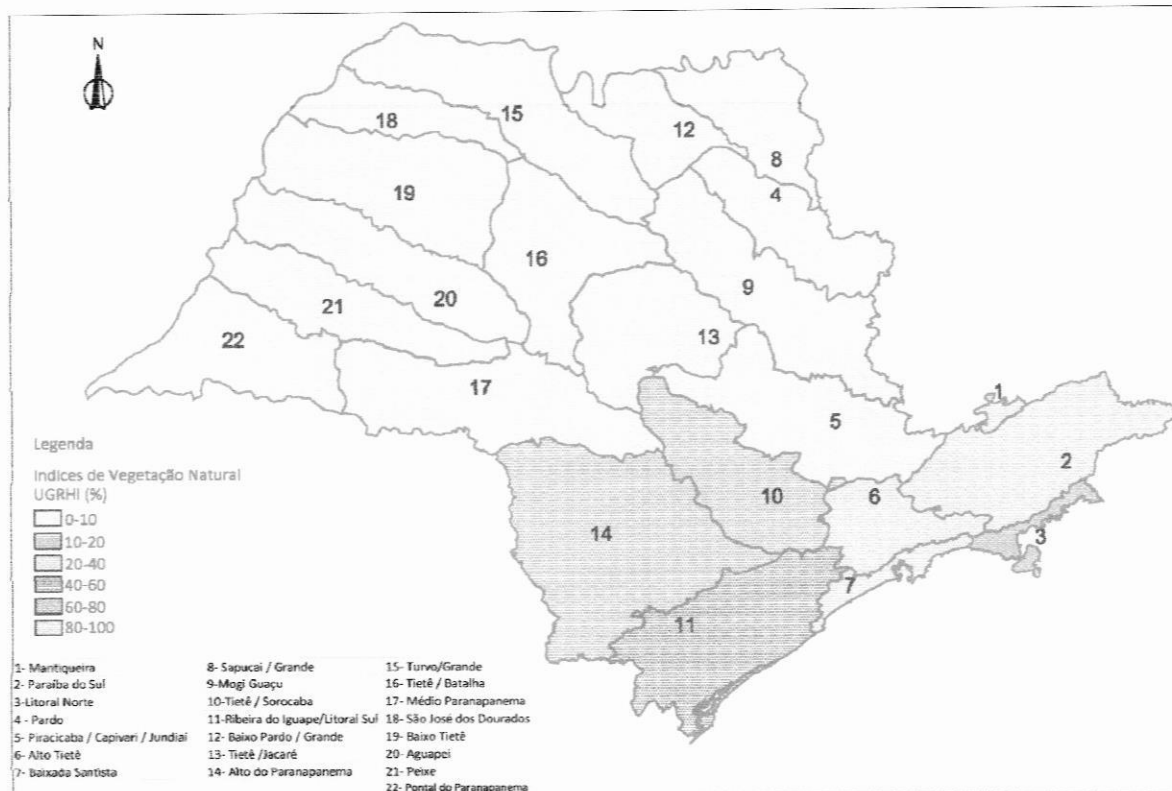 N
15
18
12
8
4
19
16
9
20
21
13
22
17
1
5
2
10
6
14
3
7
11
Legenda
Indices de Vegetação Natural
UGRHI (%)
0-10
10-20
20-40
40-60
60-80
80-100
1- Mantiqueira
2- Paraiba do Sul
3-Litoral Norte
4 - Pardo
5- Piracicaba / Capivari / Jundiai
6- Alto Tietê
7- Baixada Santista
8- Sapucai / Grande
9-Mogi Guaçu
10-Tietê / Sorocaba
11-Ribeira do Iguape/Litoral Sul
12- Baixo Pardo / Grande
13- Tietê /Jacaré
14- Alto do Paranapanema
15- Turvo/Grande
16- Tietê / Batalha
17- Médio Paranapanema
18- São José dos Dourados
19- Baixo Tietê
20- Aguapei
21- Peixe
22- Pontal do Paranapanema